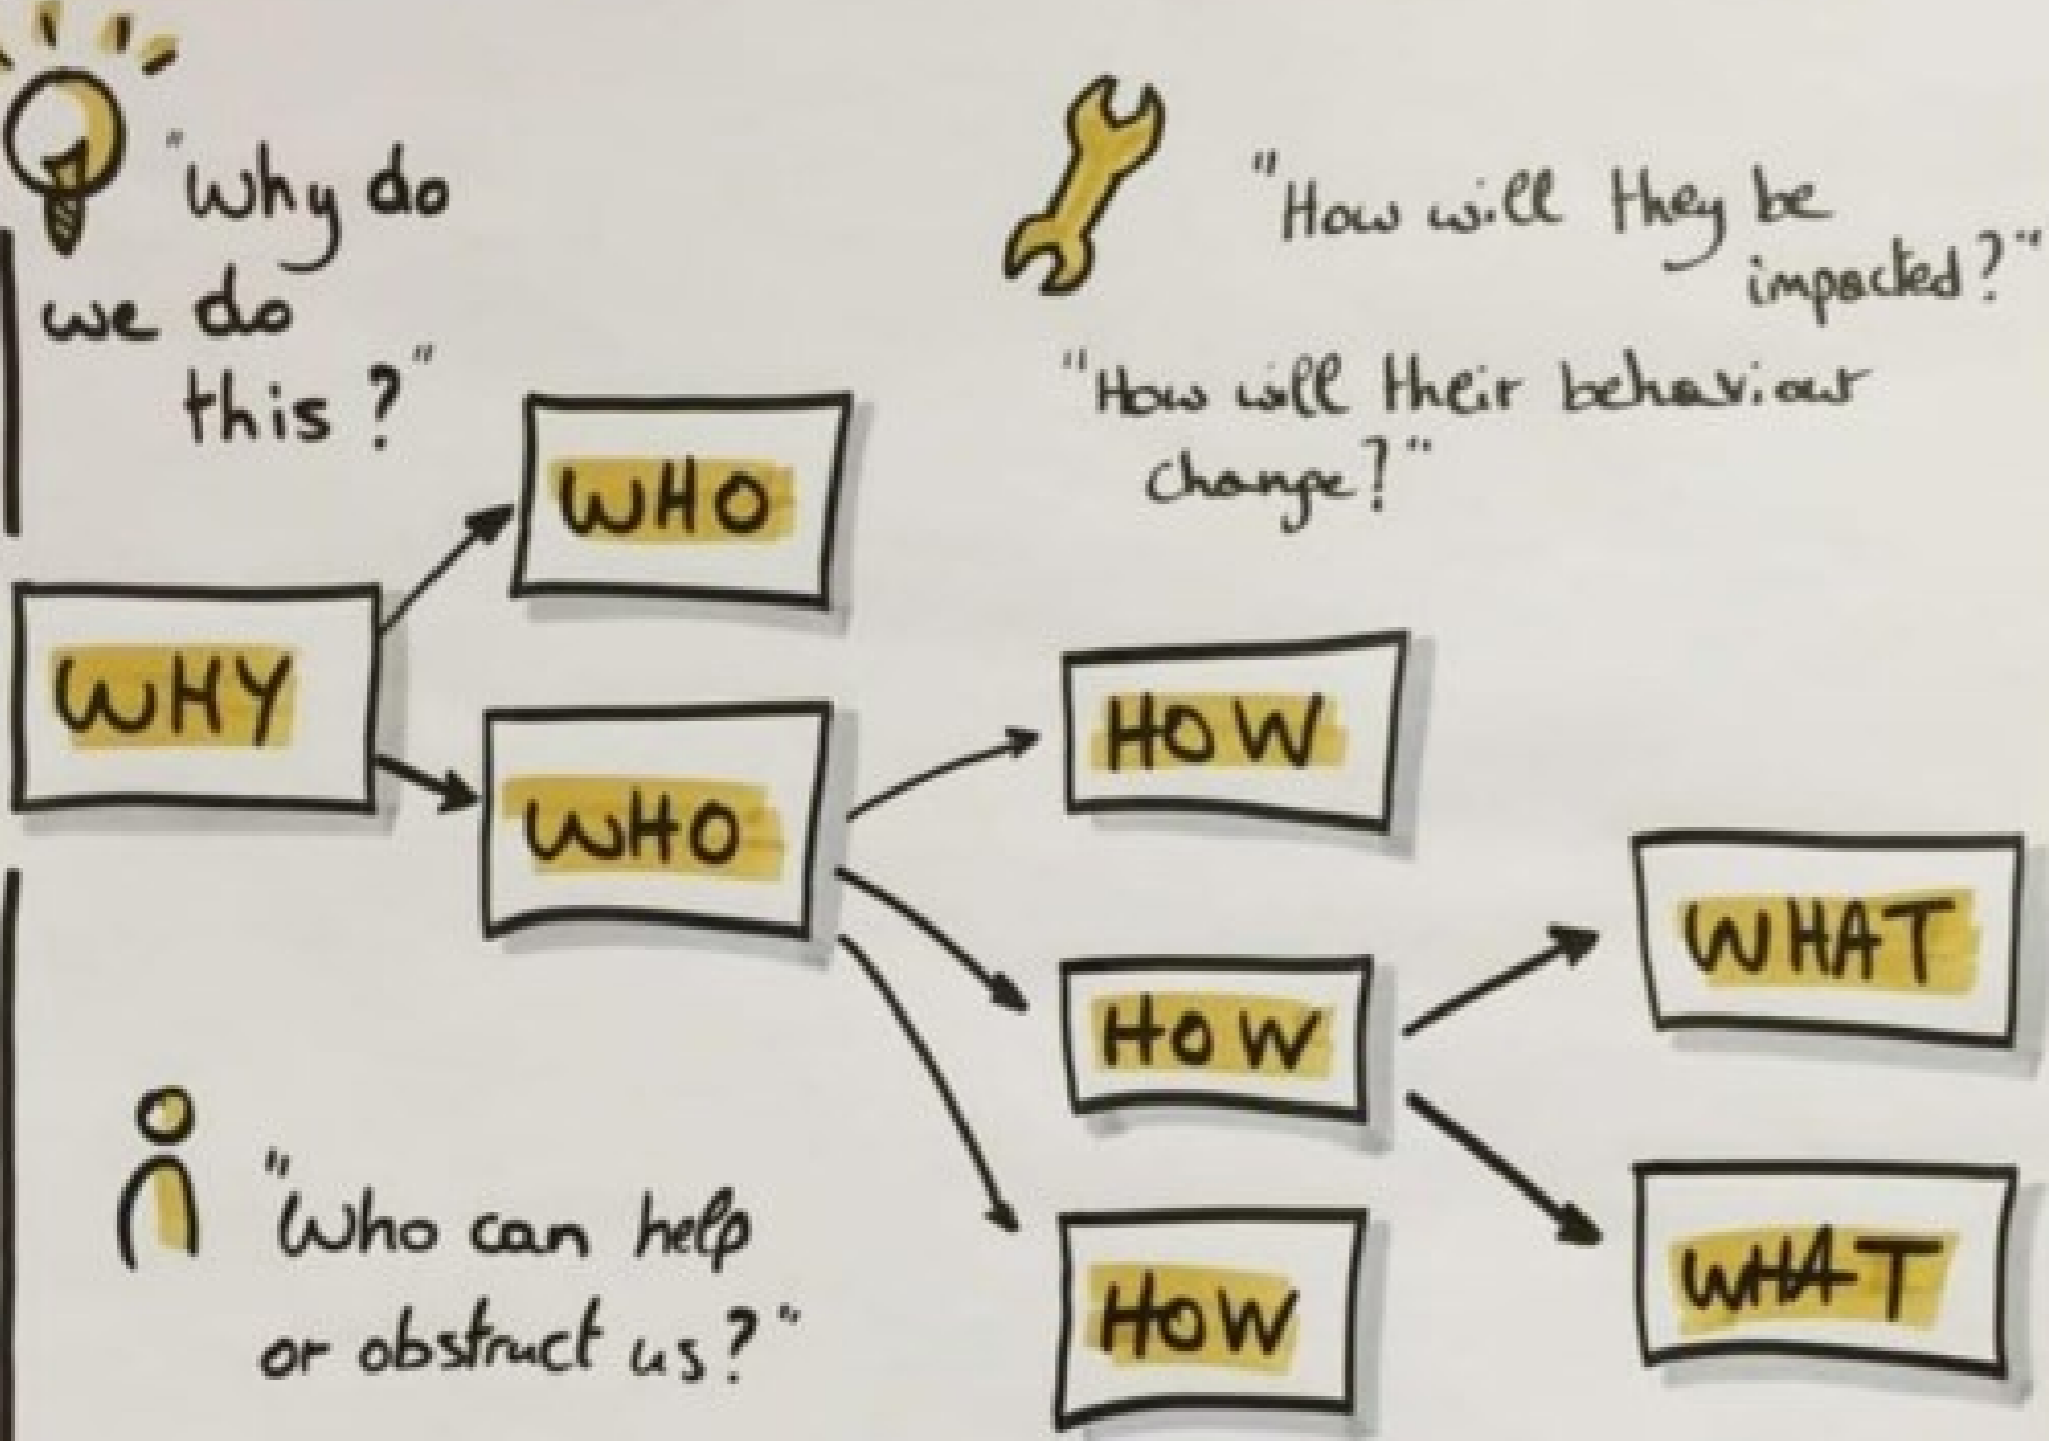 "Why do
we do
this?"
"How will they be
impacted?"
"How will their behaviour
change?"
WHO
WHY
WHO
HOW
HOW
HOW
WHAT
WHAT
"Who can help
or obstruct us?"